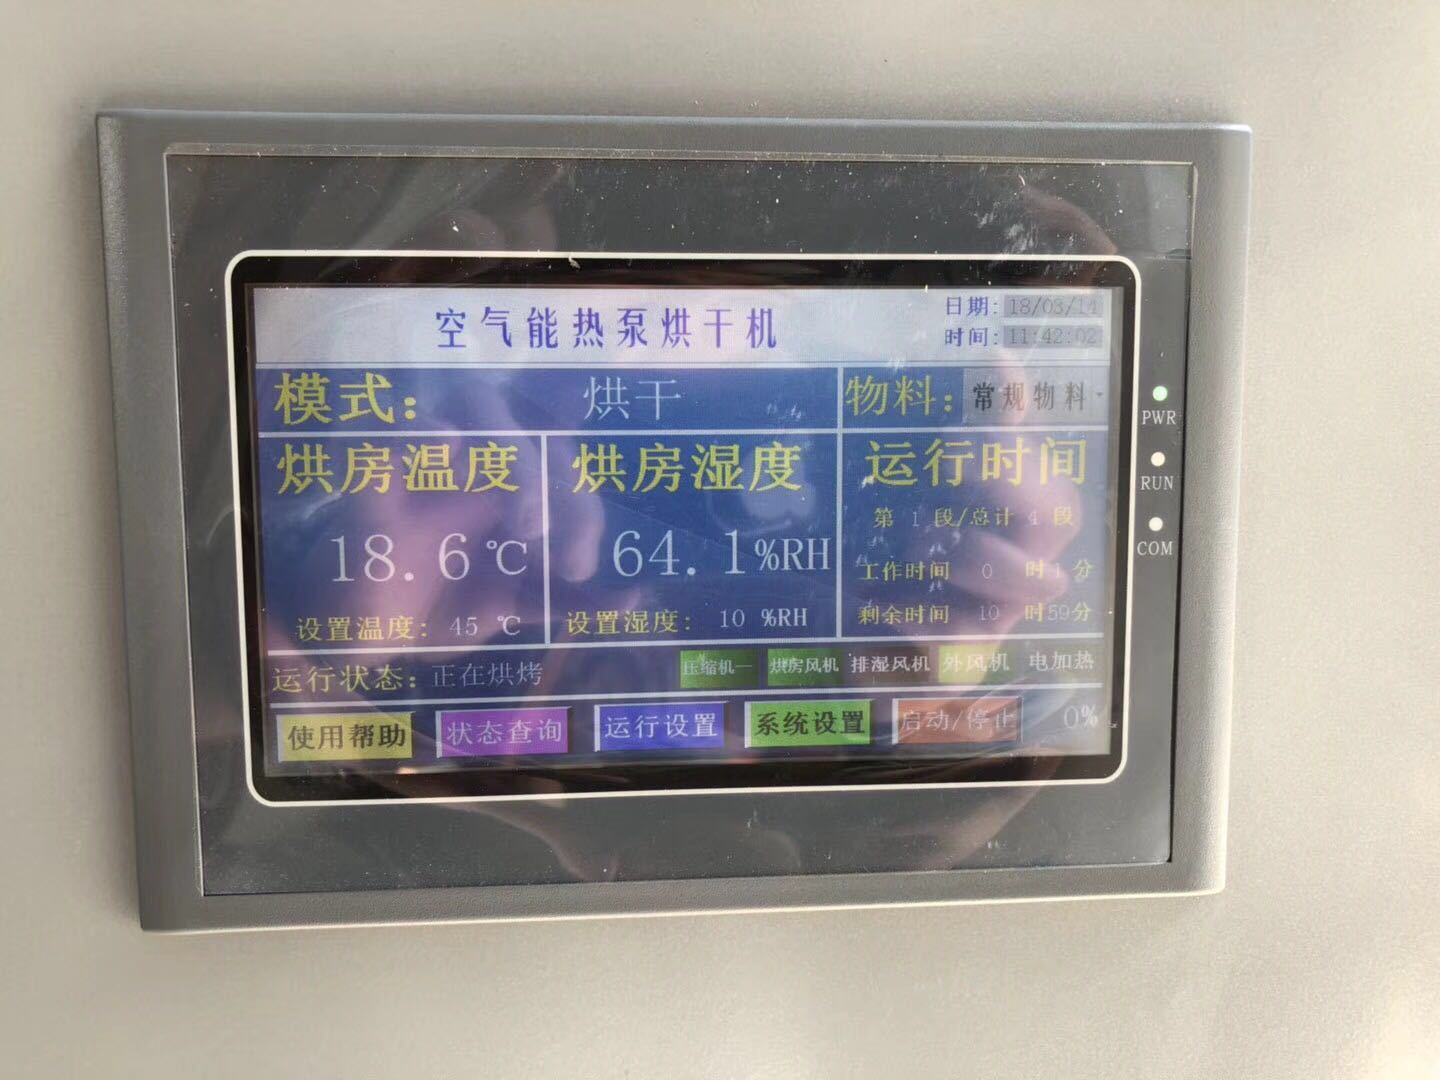 空气能热泵烘干机
日期: 18/03/14
时间: 11:42:02
模式: 烘干
物料: 常规物料
烘房温度
18.6℃
设置温度: 45 ℃
烘房湿度
64.1%RH
设置湿度: 10 %RH
运行时间
第 1 段/总计 4 段
工作时间 0 时 1 分
剩余时间 10 时59分
运行状态: 正在烘烤
压缩机一 烘房风机 排湿风机 外风机 电加热
使用帮助 状态查询 运行设置 系统设置 启动/停止 0%
PWR
RUN
COM